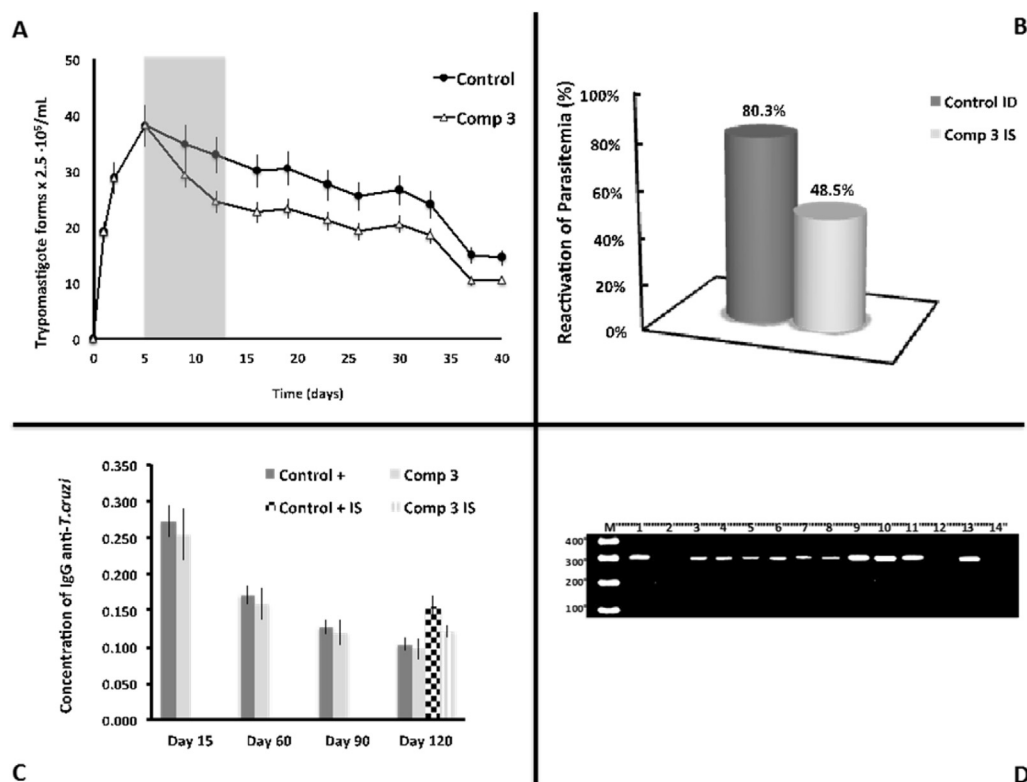 A
50
40
30
20
10
0
0 5 10 15 20 25 30 35 40
Trypomastigote forms x 2.5 ·10⁵/mL
Time (days)
Control
Comp 3
B
100%
80%
60%
40%
20%
0%
Reactivation of Parasitemia (%)
80.3%
48.5%
Control ID
Comp 3 IS
C
0.350
0.300
0.250
0.200
0.150
0.100
0.050
0.000
Concentration of IgG anti-T.cruzi
Control + Comp 3
Control + IS Comp 3 IS
Day 15 Day 60 Day 90 Day 120
D
M 1 2 3 4 5 6 7 8 9 10 11 12 13 14
400
300
200
100